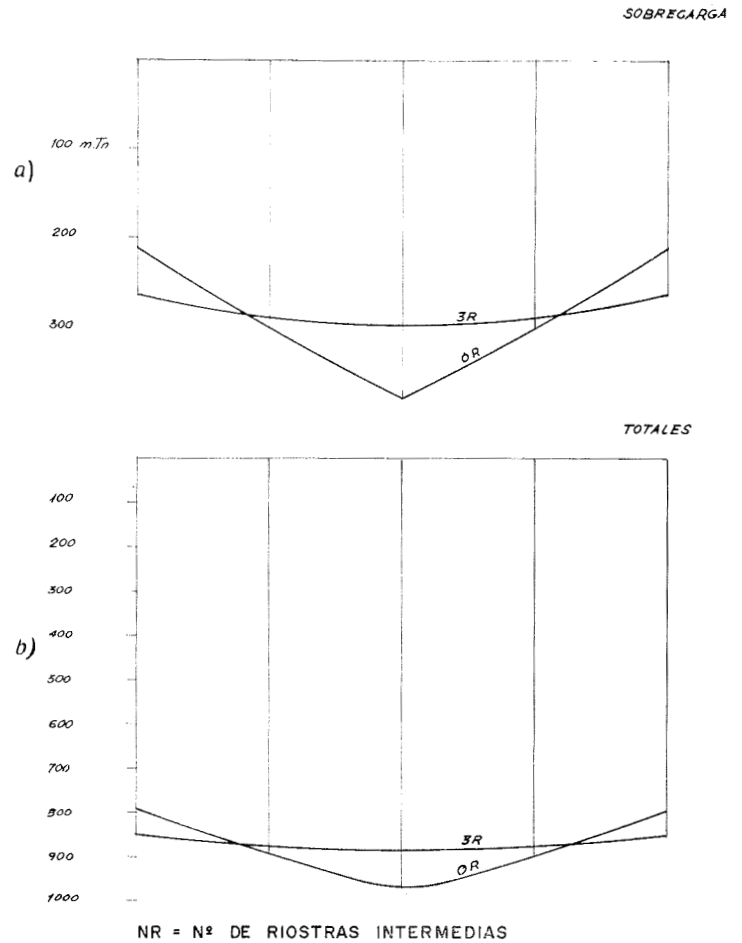 SOBRECARGA
100 m.Tn
a)
200
300
3R
0R
TOTALES
100
200
300
400
b)
500
600
700
800
3R
900
0R
1000
NR = Nº DE RIOSTRAS INTERMEDIAS